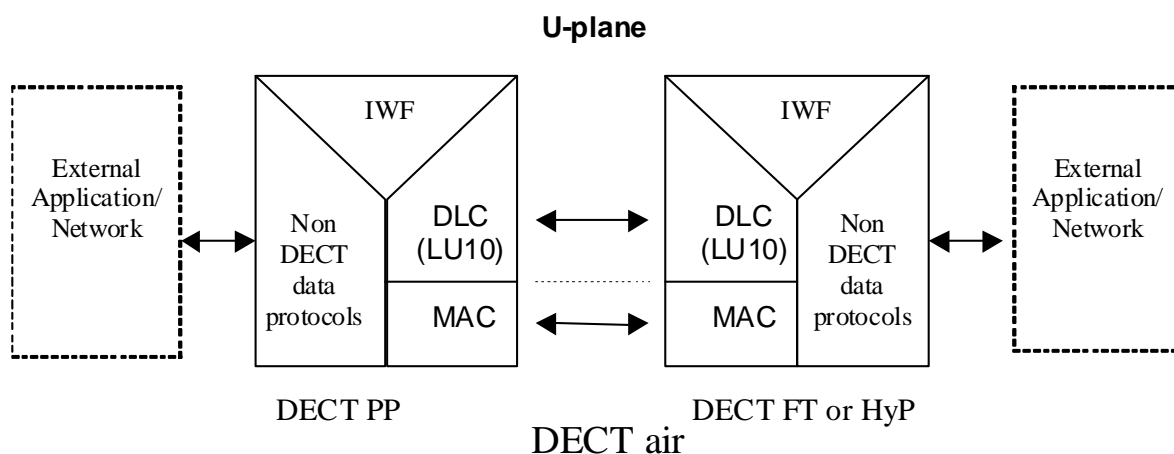 U-plane
External
Application/
Network
IWF
Non
DECT
data
protocols
DLC
(LU10)
MAC
IWF
DLC
(LU10)
MAC
Non
DECT
data
protocols
External
Application/
Network
DECT PP
DECT FT or HyP
DECT air